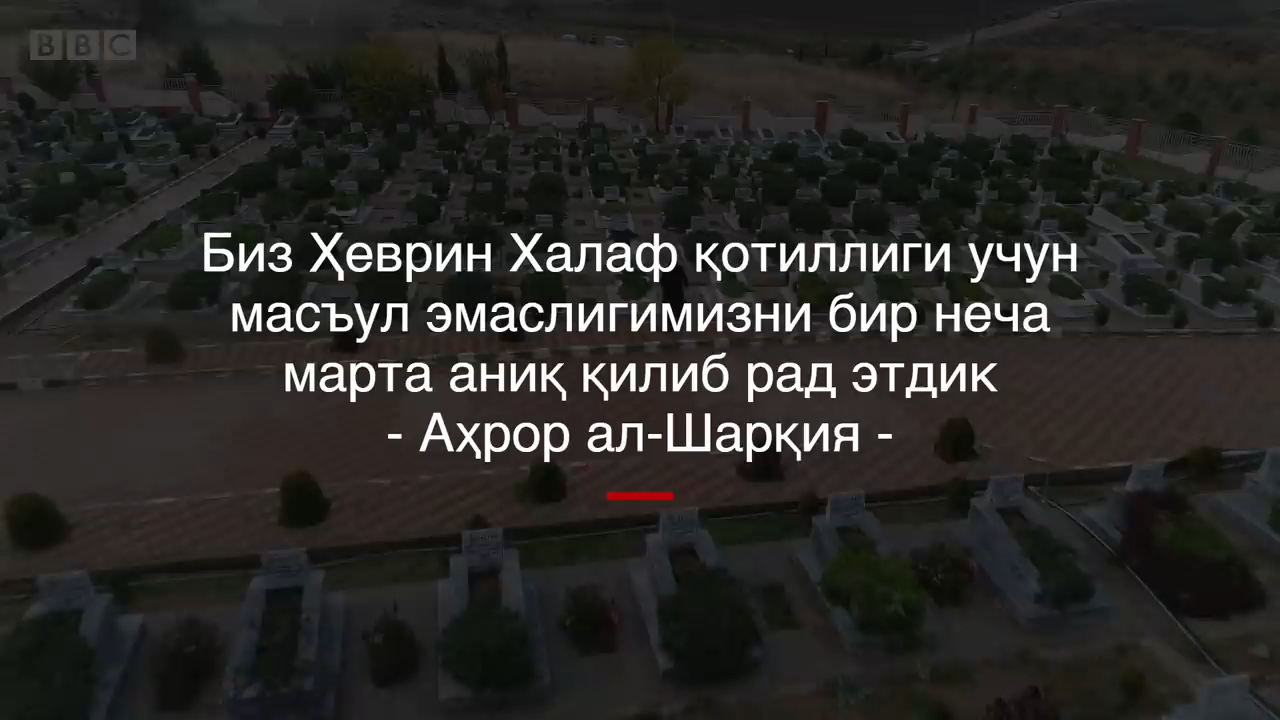 BBC
Биз Ҳеврин Халаф қотиллиги учун
масъул эмаслигимизни бир неча
марта аниқ қилиб рад этдик
- Аҳрор ал-Шарқия -